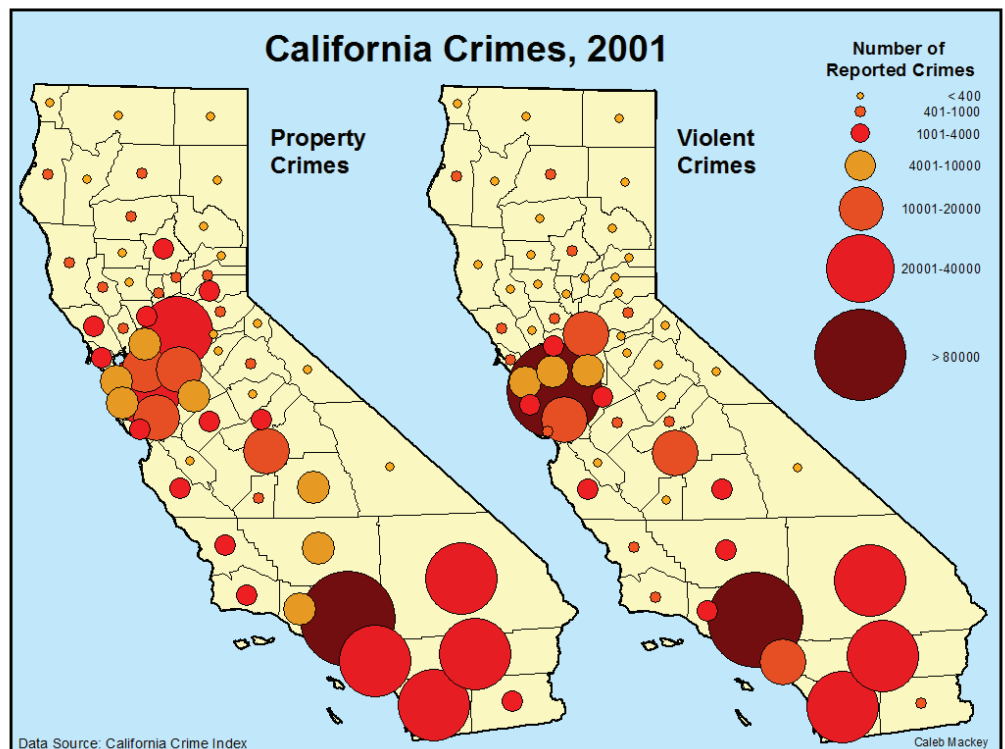 California Crimes, 2001
Property
Crimes
Violent
Crimes
Number of
Reported Crimes
< 400
401-1000
1001-4000
4001-10000
10001-20000
20001-40000
> 80000
Data Source: California Crime Index
Caleb Mackey